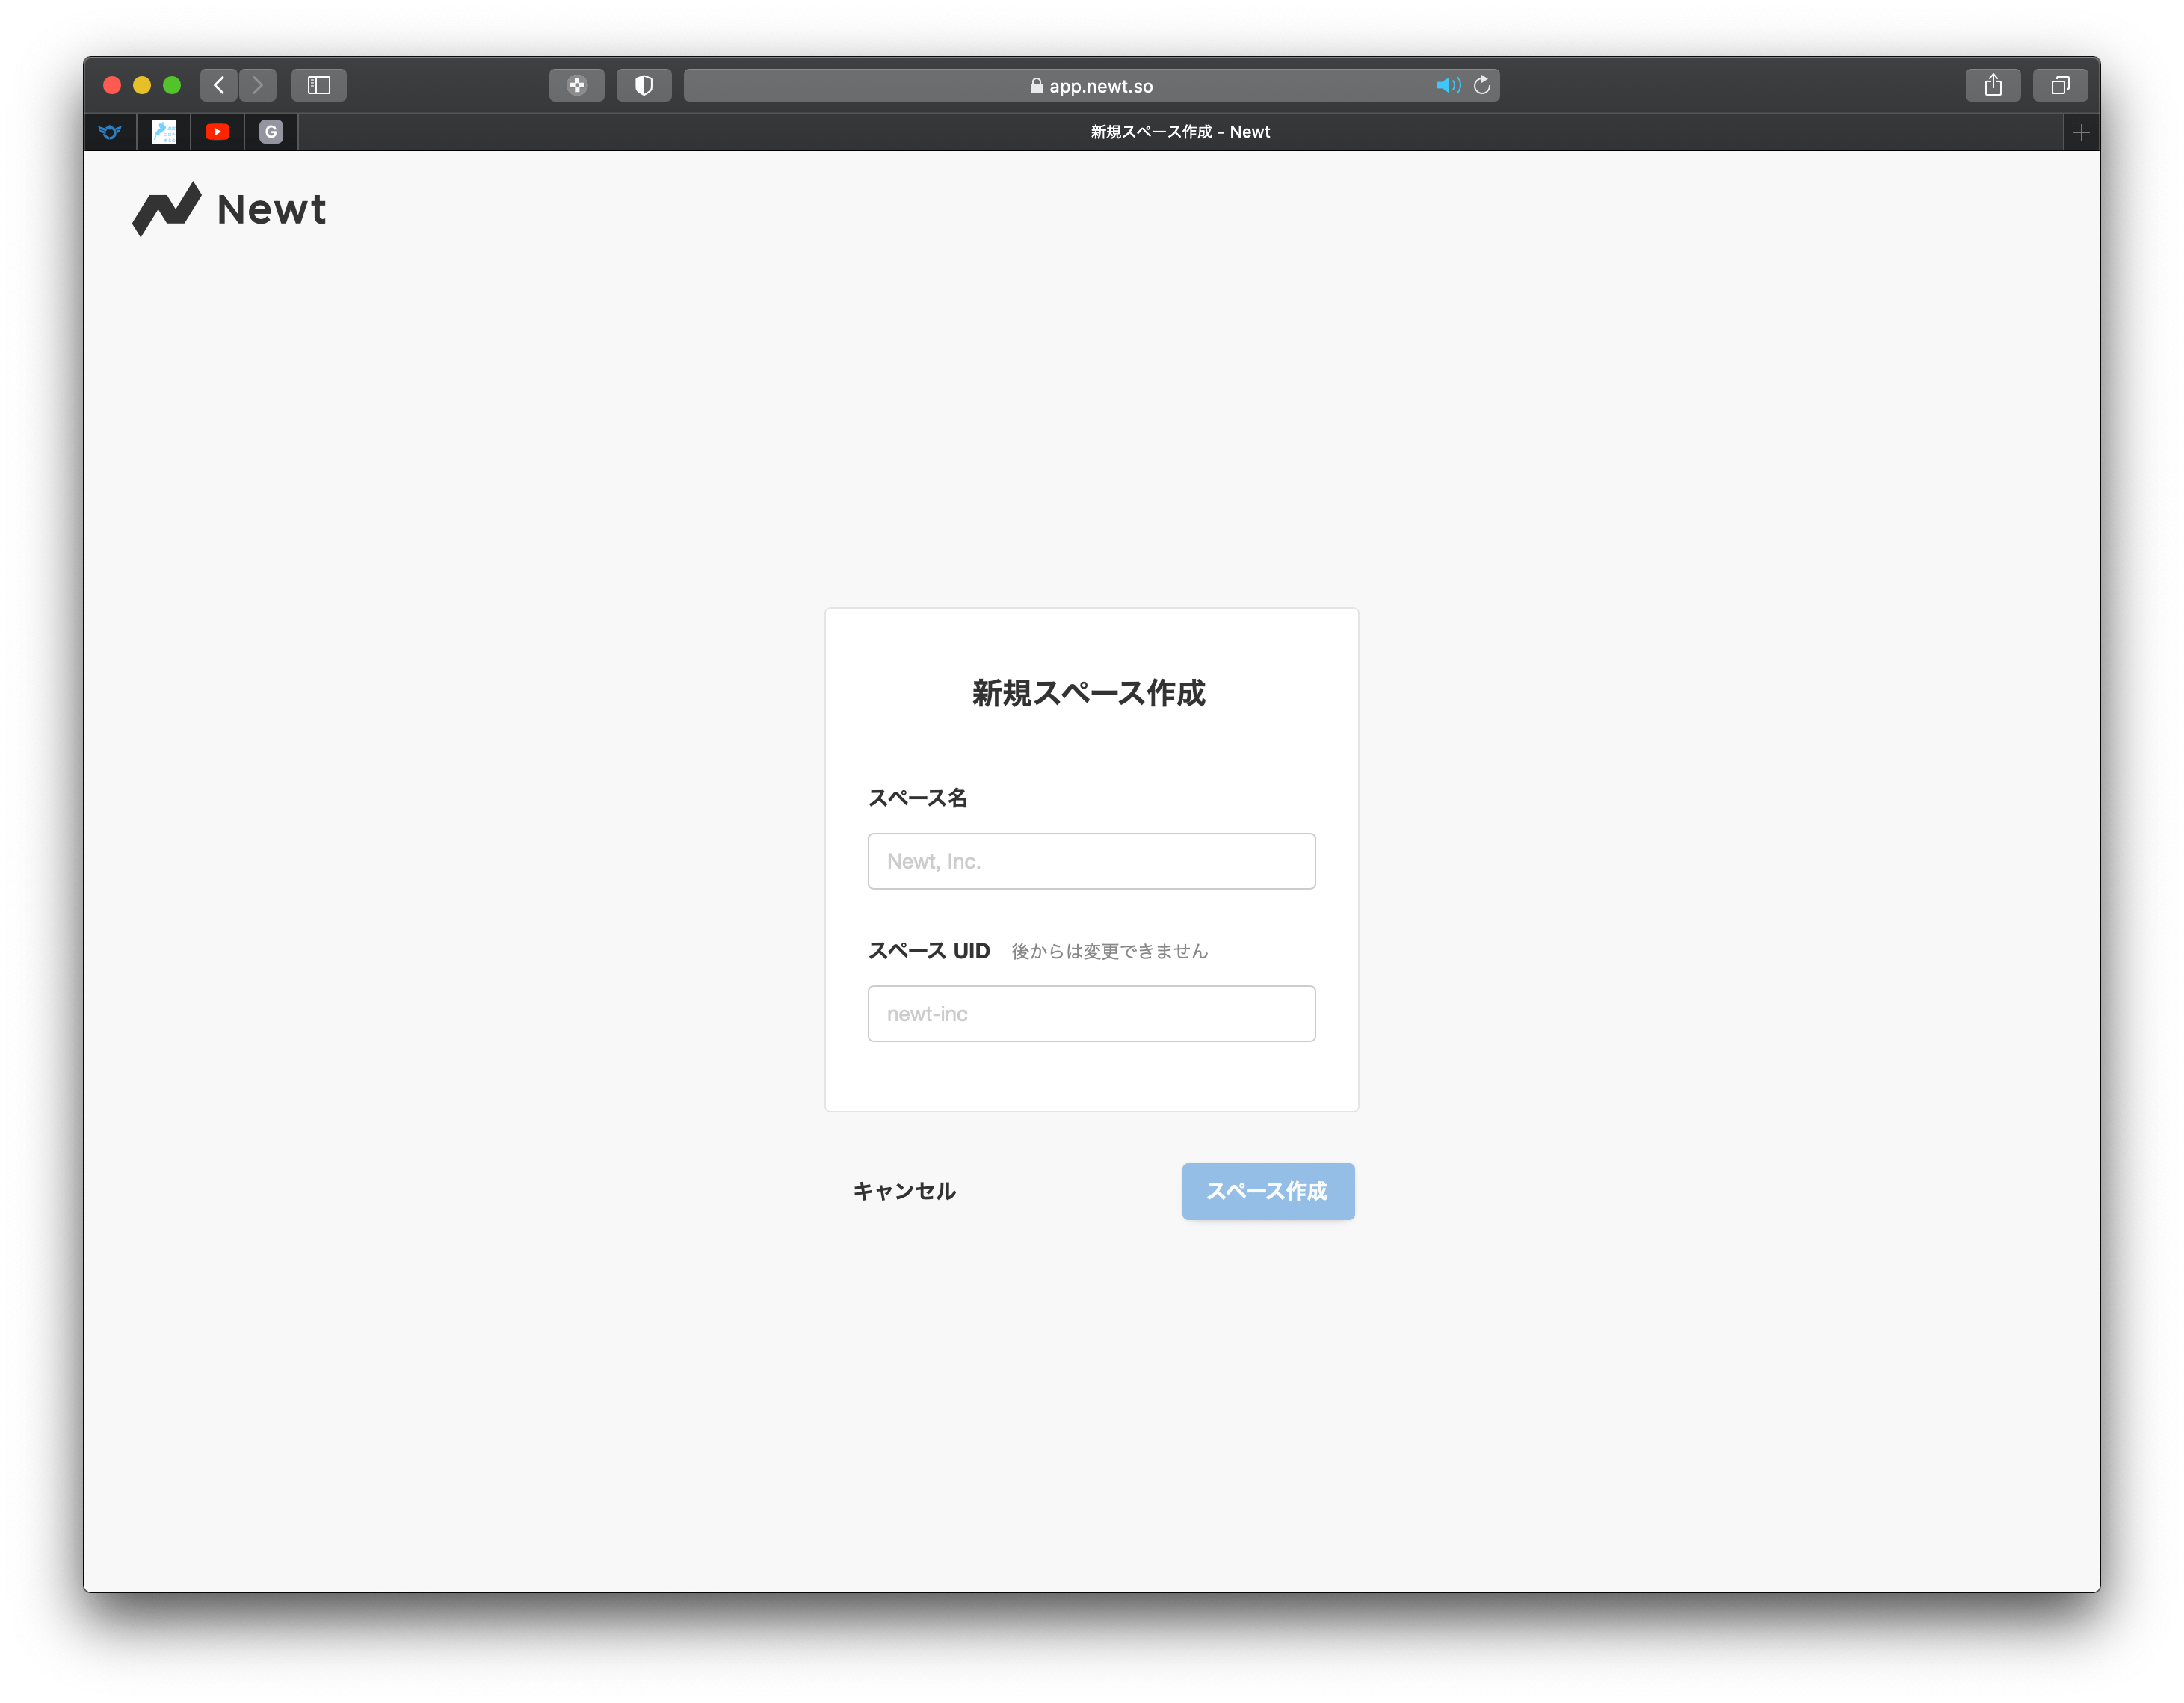 app.newt.so
G
新規スペース作成 - Newt
Newt
新規スペース作成
スペース名
Newt, Inc.
スペース UID 後からは変更できません
newt-inc
キャンセル
スペース作成